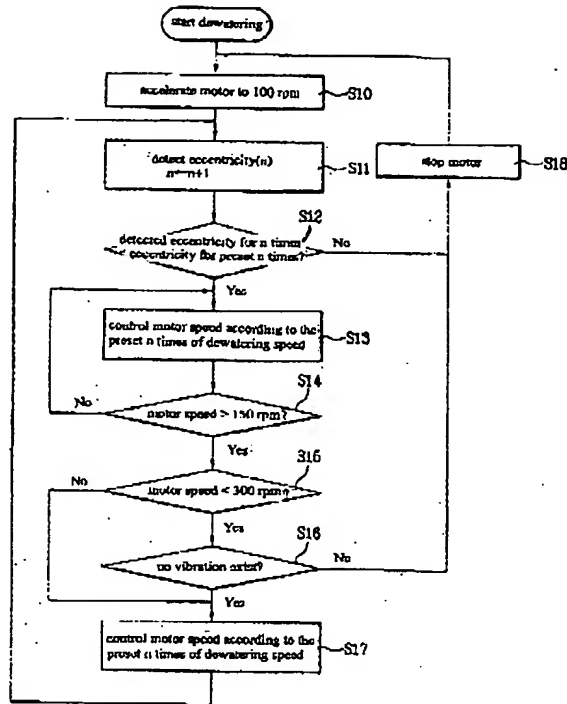 start dewatering
accelerate motor to 100 rpm
S10
detect eccentricity(n)
n←n+1
S11
stop motor
S18
S12
detected eccentricity for n times
eccentricity for preset n times?
No
Yes
control motor speed according to the
preset n times of dewatering speed
S13
S14
No
motor speed > 150 rpm?
Yes
S15
No
motor speed < 300 rpm?
Yes
S16
no vibration exist?
No
Yes
control motor speed according to the
preset n times of dewatering speed
S17